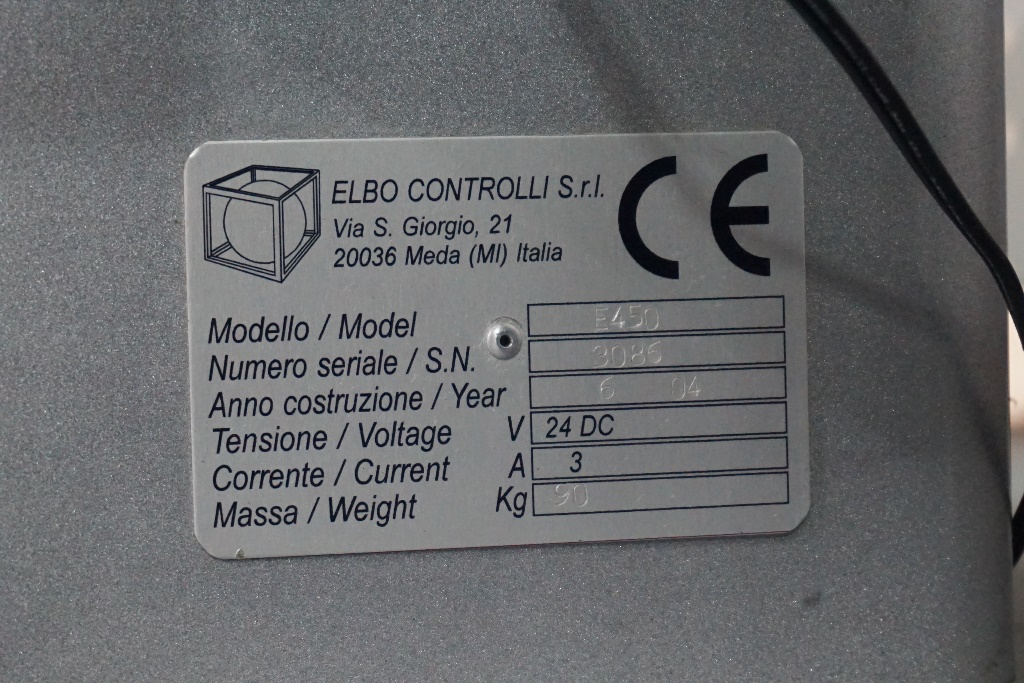 ELBO CONTROLLI S.r.l.
Via S. Giorgio, 21
20036 Meda (MI) Italia
CE
Modello / Model E450
Numero seriale / S.N. 3086
Anno costruzione / Year 6 04
Tensione / Voltage V 24 DC
Corrente / Current A 3
Massa / Weight Kg 90